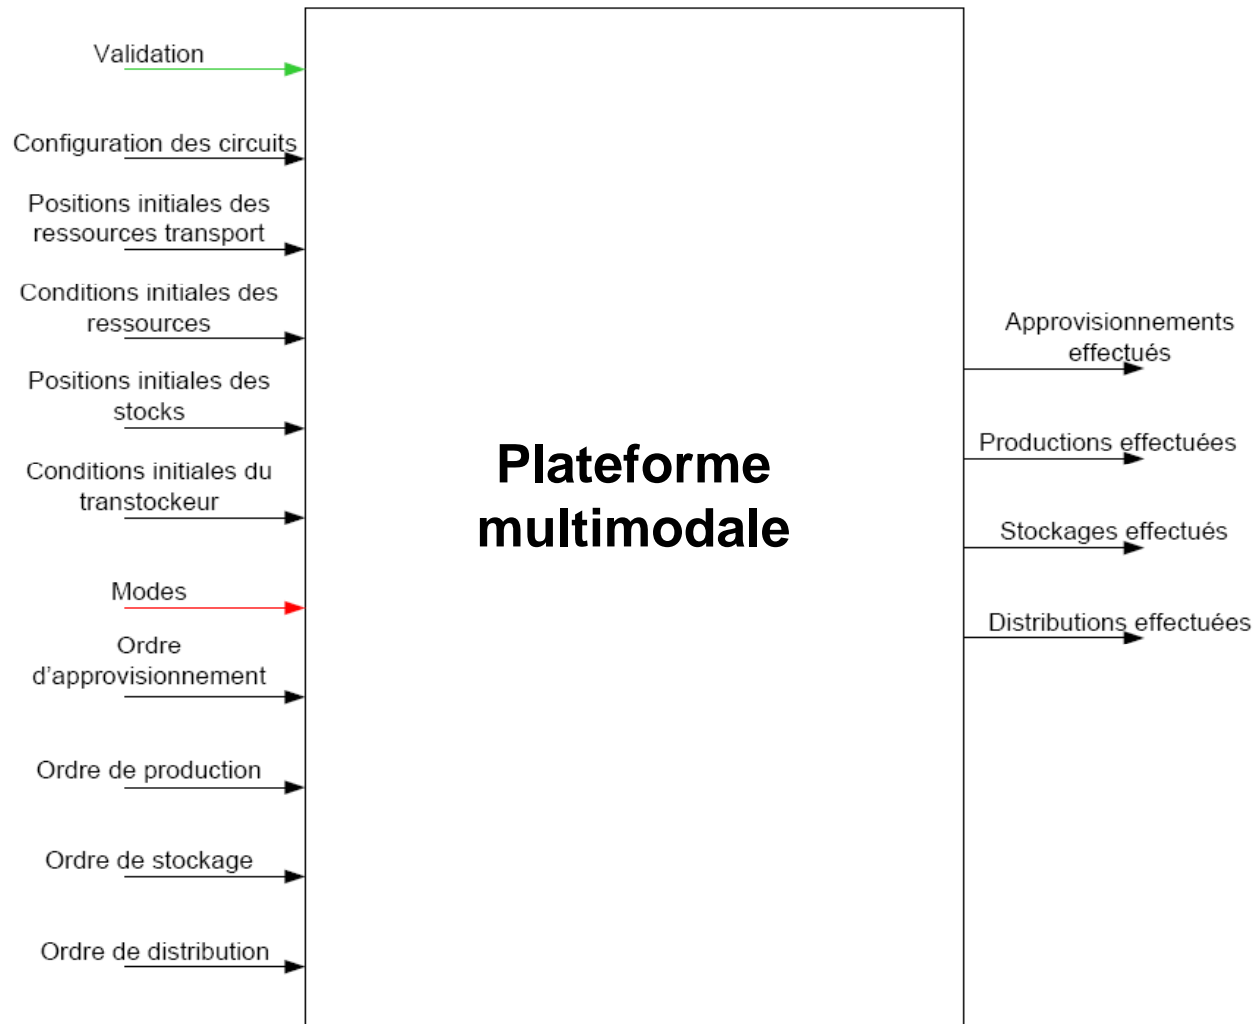 Validation
Configuration des circuits
Positions initiales des
ressources transport
Conditions initiales des
ressources
Positions initiales des
stocks
Conditions initiales du
transtockeur
Modes
Ordre
d’approvisionnement
Ordre de production
Ordre de stockage
Ordre de distribution
Plateforme
multimodale
Approvisionnements
effectués
Productions effectuées
Stockages effectués
Distributions effectuées